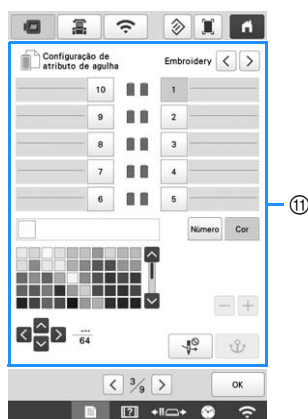 Configuração de
atributo de agulha
Embroidery
10
1
9
2
8
3
7
4
6
5
Número Cor
---
64
3/9
OK
⑪